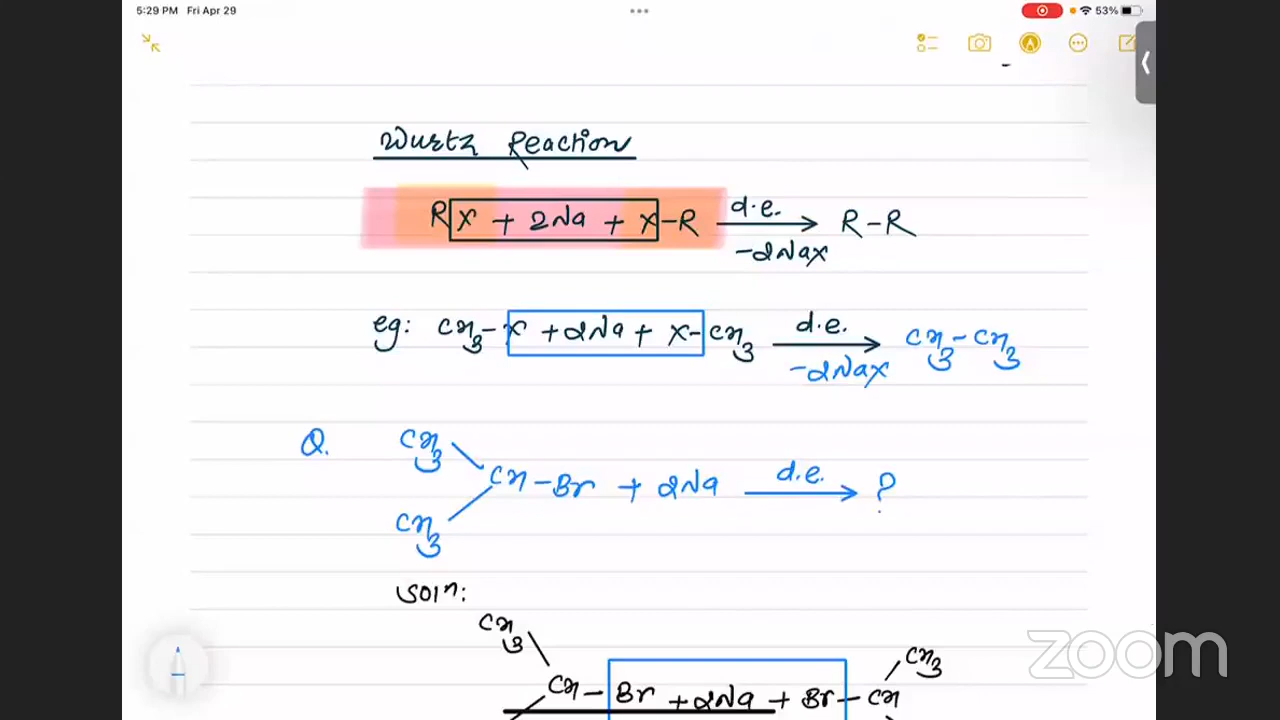 5:29 PM Fri Apr 29
53%
Wurtz Reaction
RX + 2Na + X-R d.e. → R-R
-2NaX
eg: CH3-X + 2Na + X-CH3 d.e. → CH3-CH3
-2NaX
Q. CH3
CH-Br + 2Na d.e. → ?
CH3
Soln:
CH3
CH3
CH-Br + 2Na + Br-CH
zoom